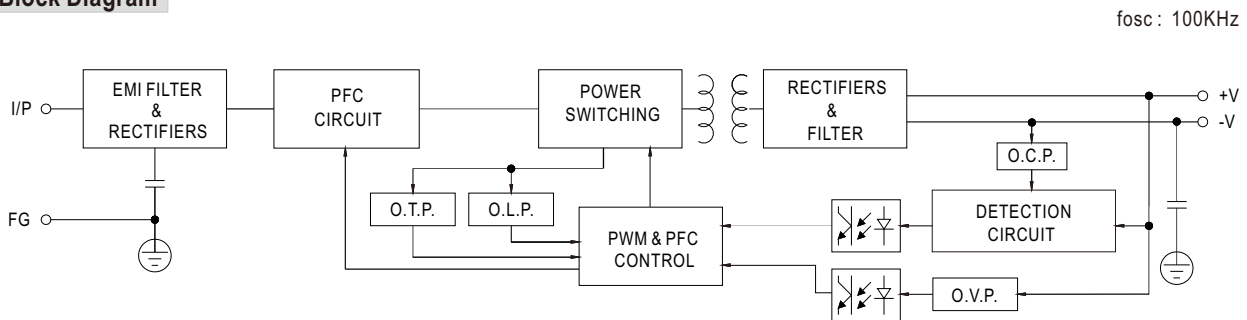 Block Diagram
fosc : 100KHz
I/P
EMI FILTER
&
RECTIFIERS
PFC
CIRCUIT
POWER
SWITCHING
RECTIFIERS
&
FILTER
+V
-V
O.C.P.
O.T.P.
O.L.P.
FG
PWM & PFC
CONTROL
DETECTION
CIRCUIT
O.V.P.